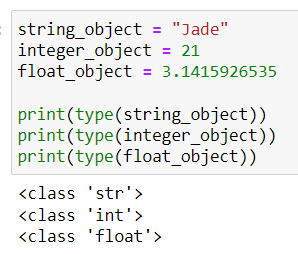 string_object = "Jade"
integer_object = 21
float_object = 3.1415926535
print(type(string_object))
print(type(integer_object))
print(type(float_object))
<class 'str'>
<class 'int'>
<class 'float'>